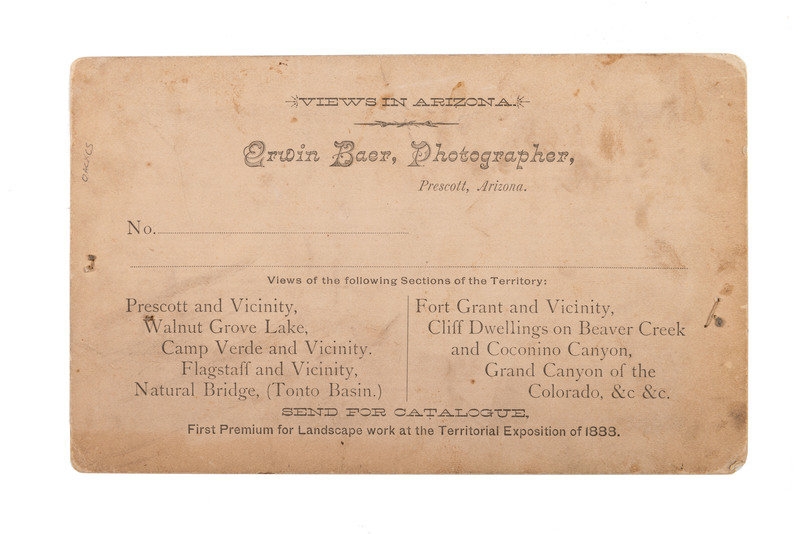 VIEWS IN ARIZONA.
Erwin Baer, Photographer,
Prescott, Arizona.
No.
Views of the following Sections of the Territory:
Prescott and Vicinity,
Walnut Grove Lake,
Camp Verde and Vicinity.
Flagstaff and Vicinity,
Natural Bridge, (Tonto Basin.)
Fort Grant and Vicinity,
Cliff Dwellings on Beaver Creek
and Coconino Canyon,
Grand Canyon of the
Colorado, &c &c.
SEND FOR CATALOGUE,
First Premium for Landscape work at the Territorial Exposition of 1888.